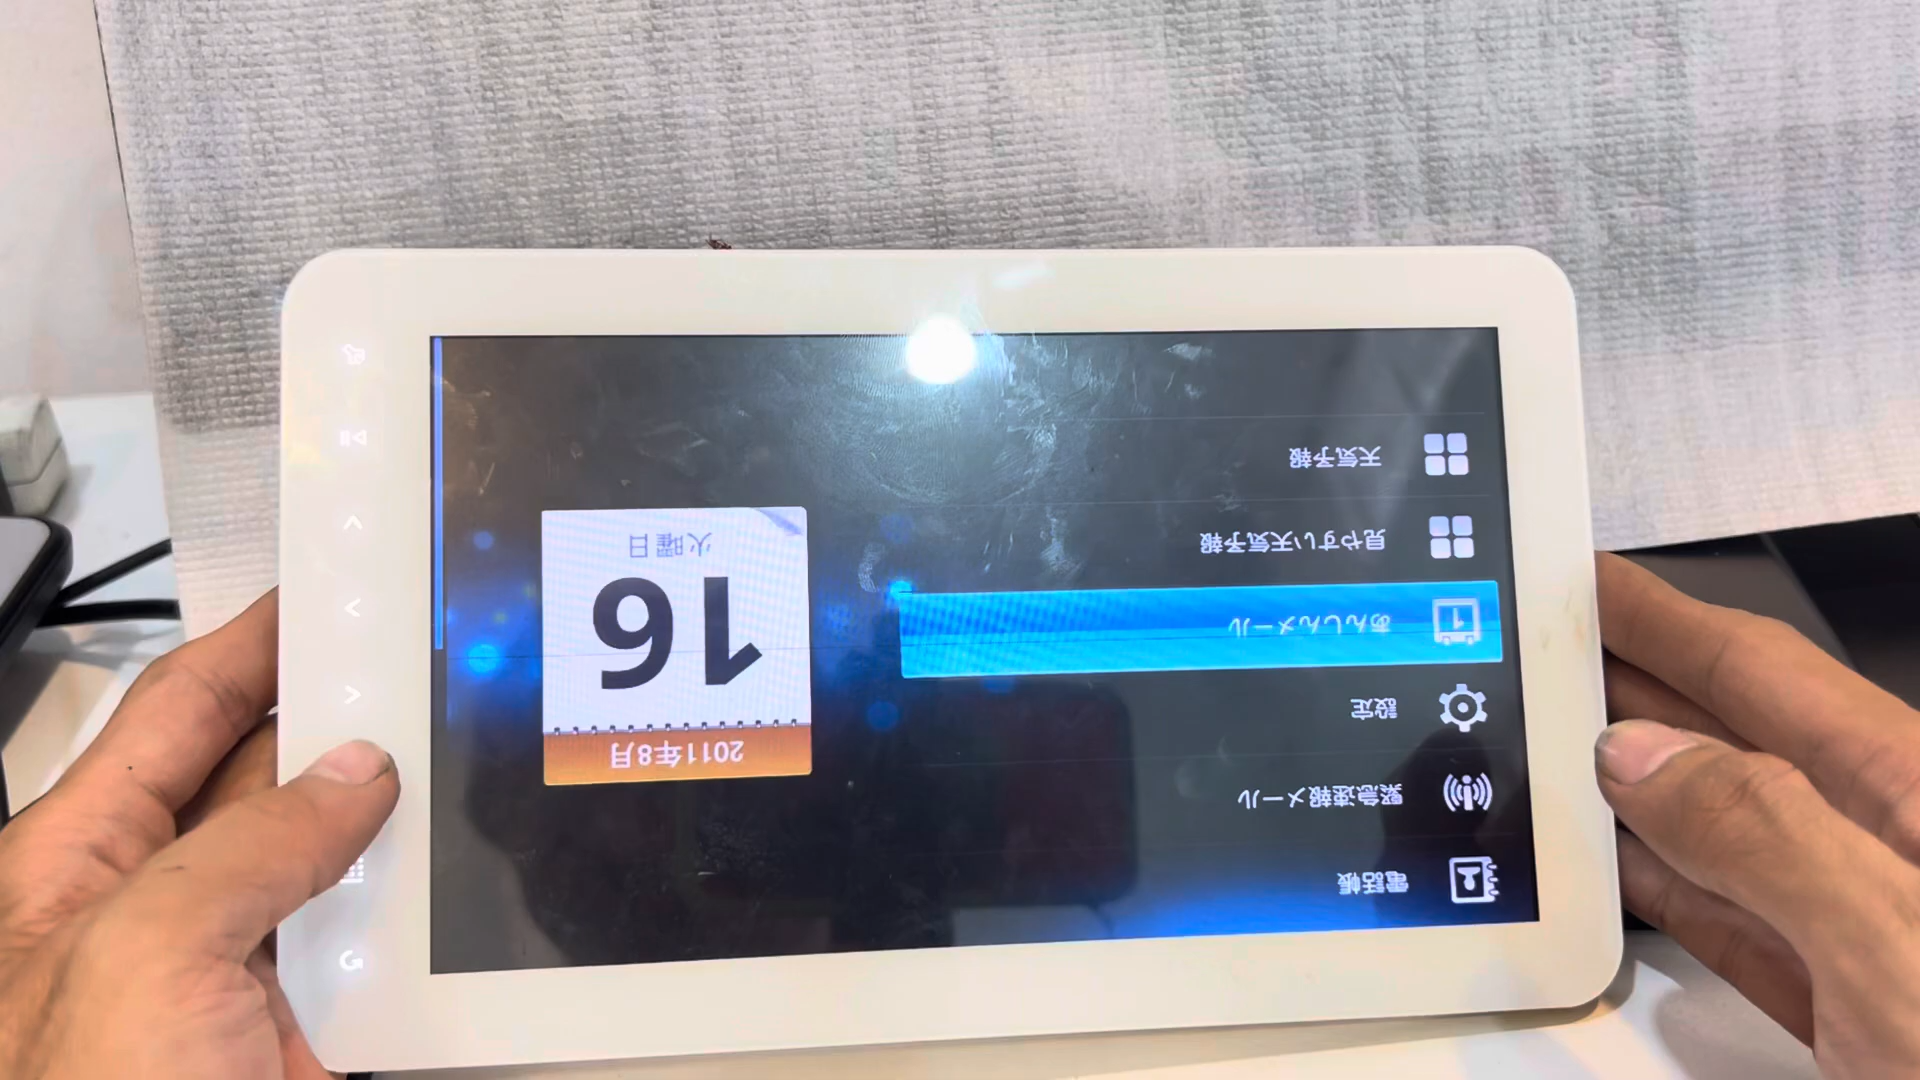 電話帳
緊急速報メール
設定
あんしんメール
見やすい天気予報
天気予報
2011年8月
16
火曜日